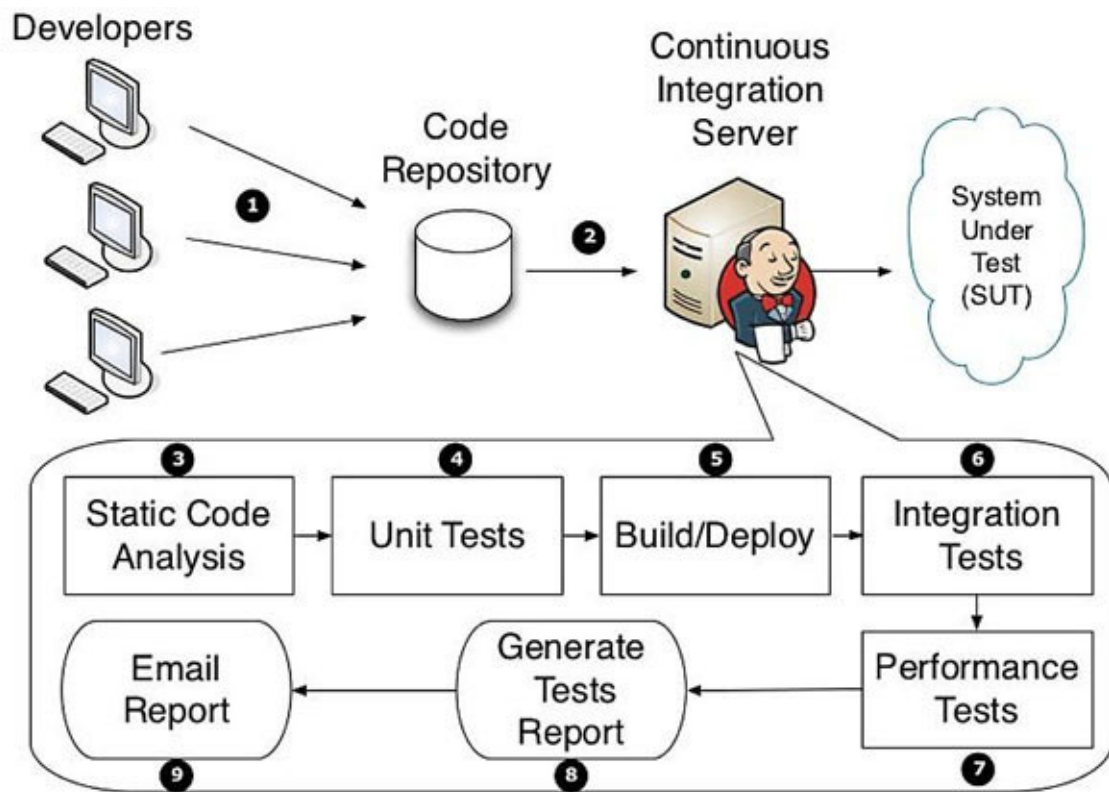 Developers
Code
Repository
Continuous
Integration
Server
System
Under
Test
(SUT)
1
2
3
Static Code
Analysis
4
Unit Tests
5
Build/Deploy
6
Integration
Tests
Performance
Tests
7
Generate
Tests
Report
8
Email
Report
9